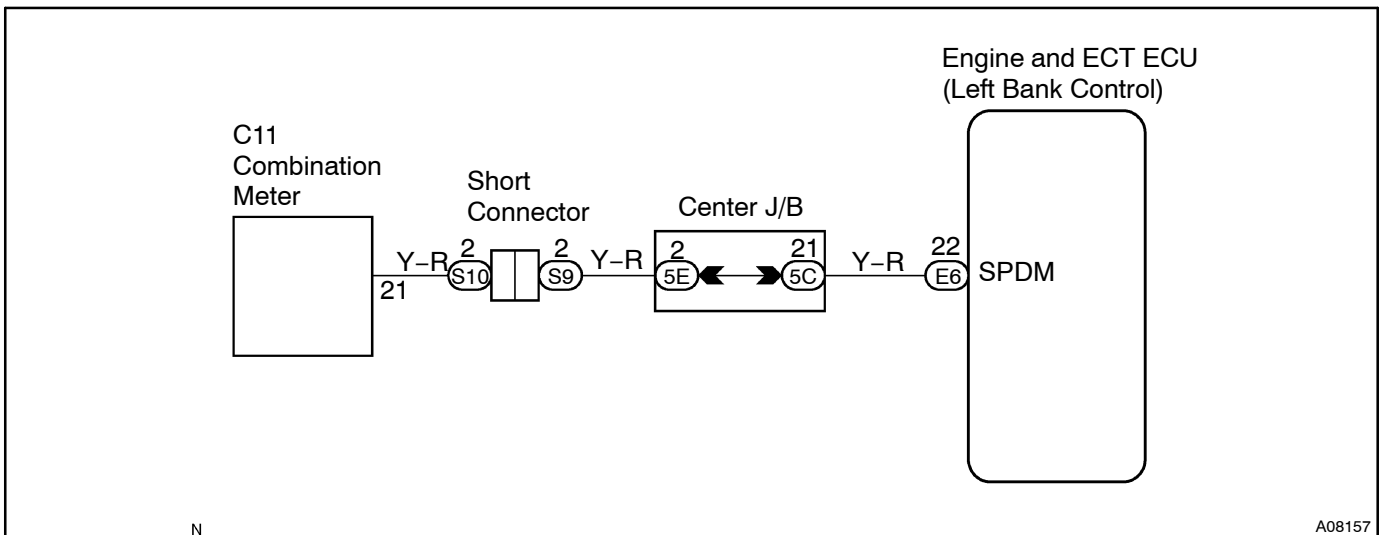 Engine and ECT ECU
(Left Bank Control)
C11
Combination
Meter
Short
Connector
Center J/B
Y–R
21
2
S10
2
S9
Y–R
2
5E
21
5C
Y–R
22
E6
SPDM
N
A08157